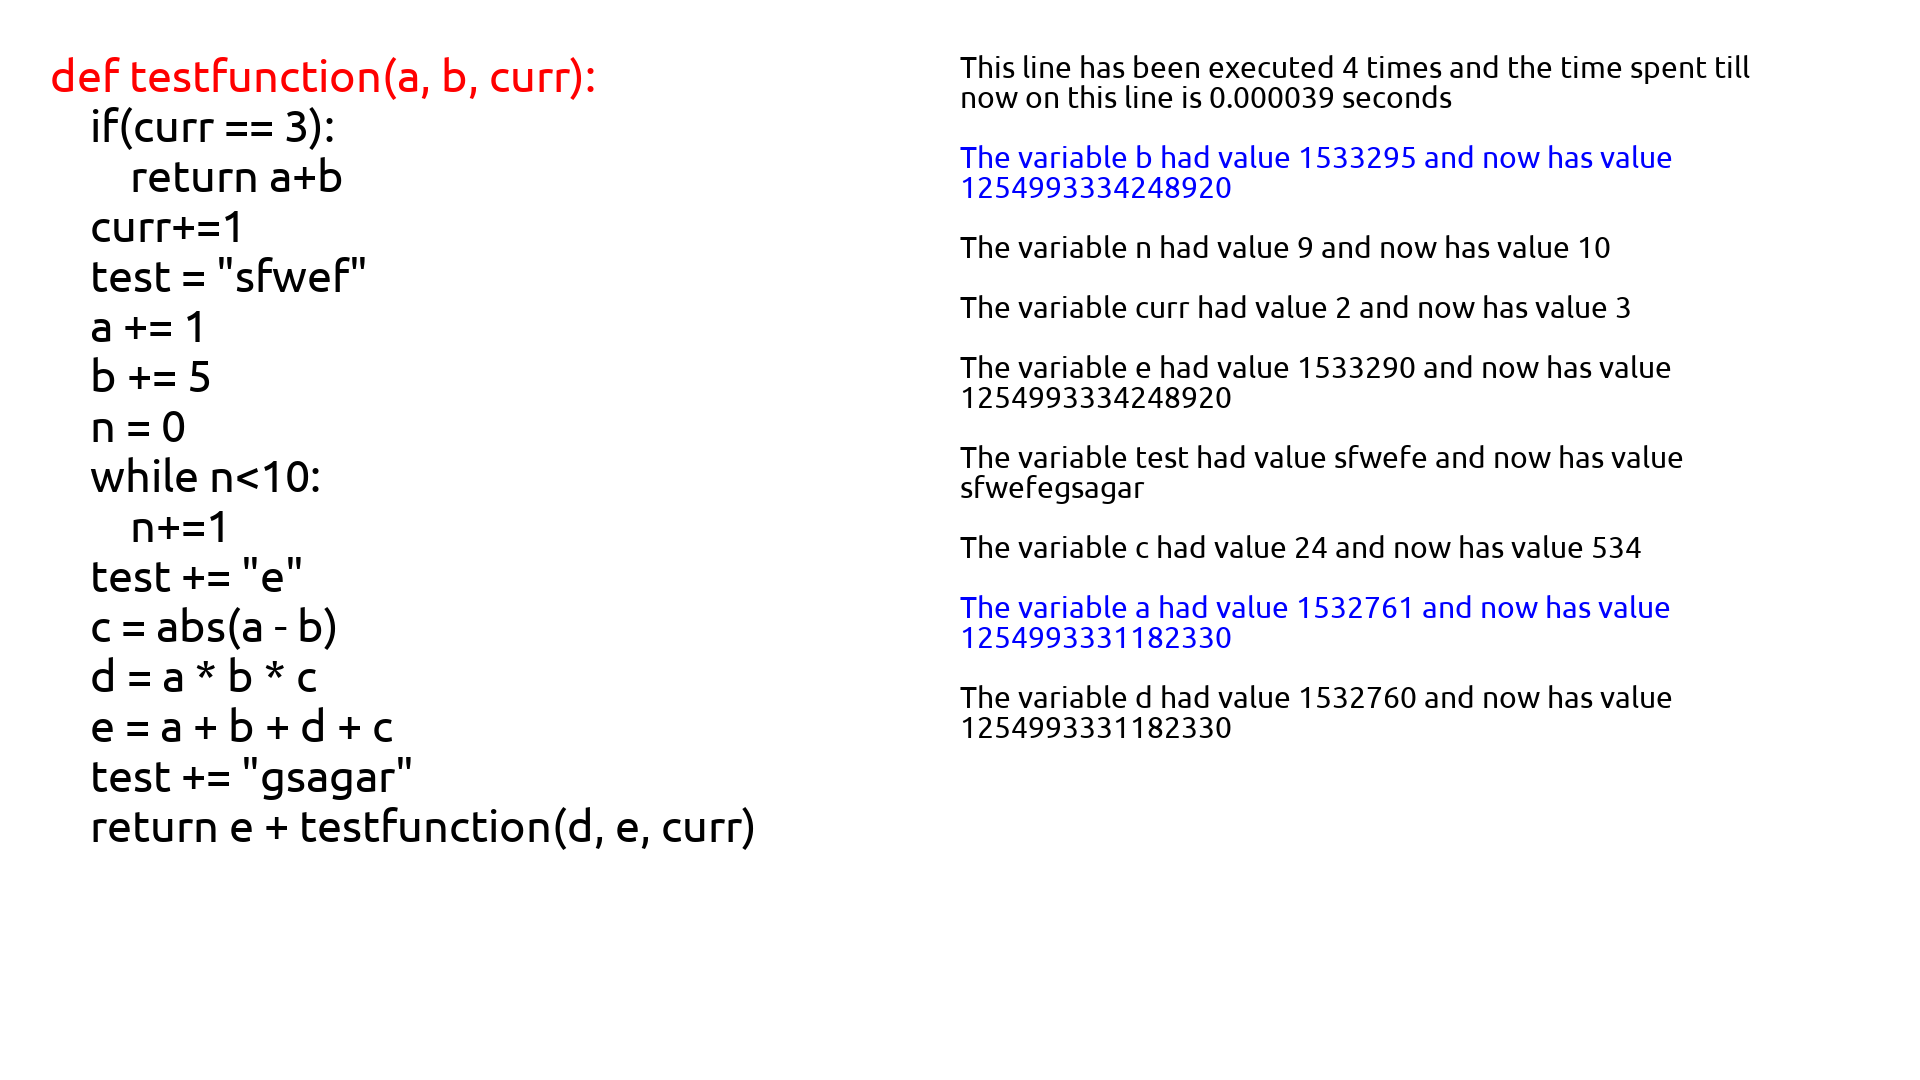 def testfunction(a, b, curr):
if(curr == 3):
return a+b
curr+=1
test = "sfwef"
a += 1
b += 5
n = 0
while n<10:
n+=1
test += "e"
c = abs(a - b)
d = a * b * c
e = a + b + d + c
test += "gsagar"
return e + testfunction(d, e, curr)
This line has been executed 4 times and the time spent till
now on this line is 0.000039 seconds
The variable b had value 1533295 and now has value
1254993334248920
The variable n had value 9 and now has value 10
The variable curr had value 2 and now has value 3
The variable e had value 1533290 and now has value
1254993334248920
The variable test had value sfwefe and now has value
sfwefegsagar
The variable c had value 24 and now has value 534
The variable a had value 1532761 and now has value
1254993331182330
The variable d had value 1532760 and now has value
1254993331182330